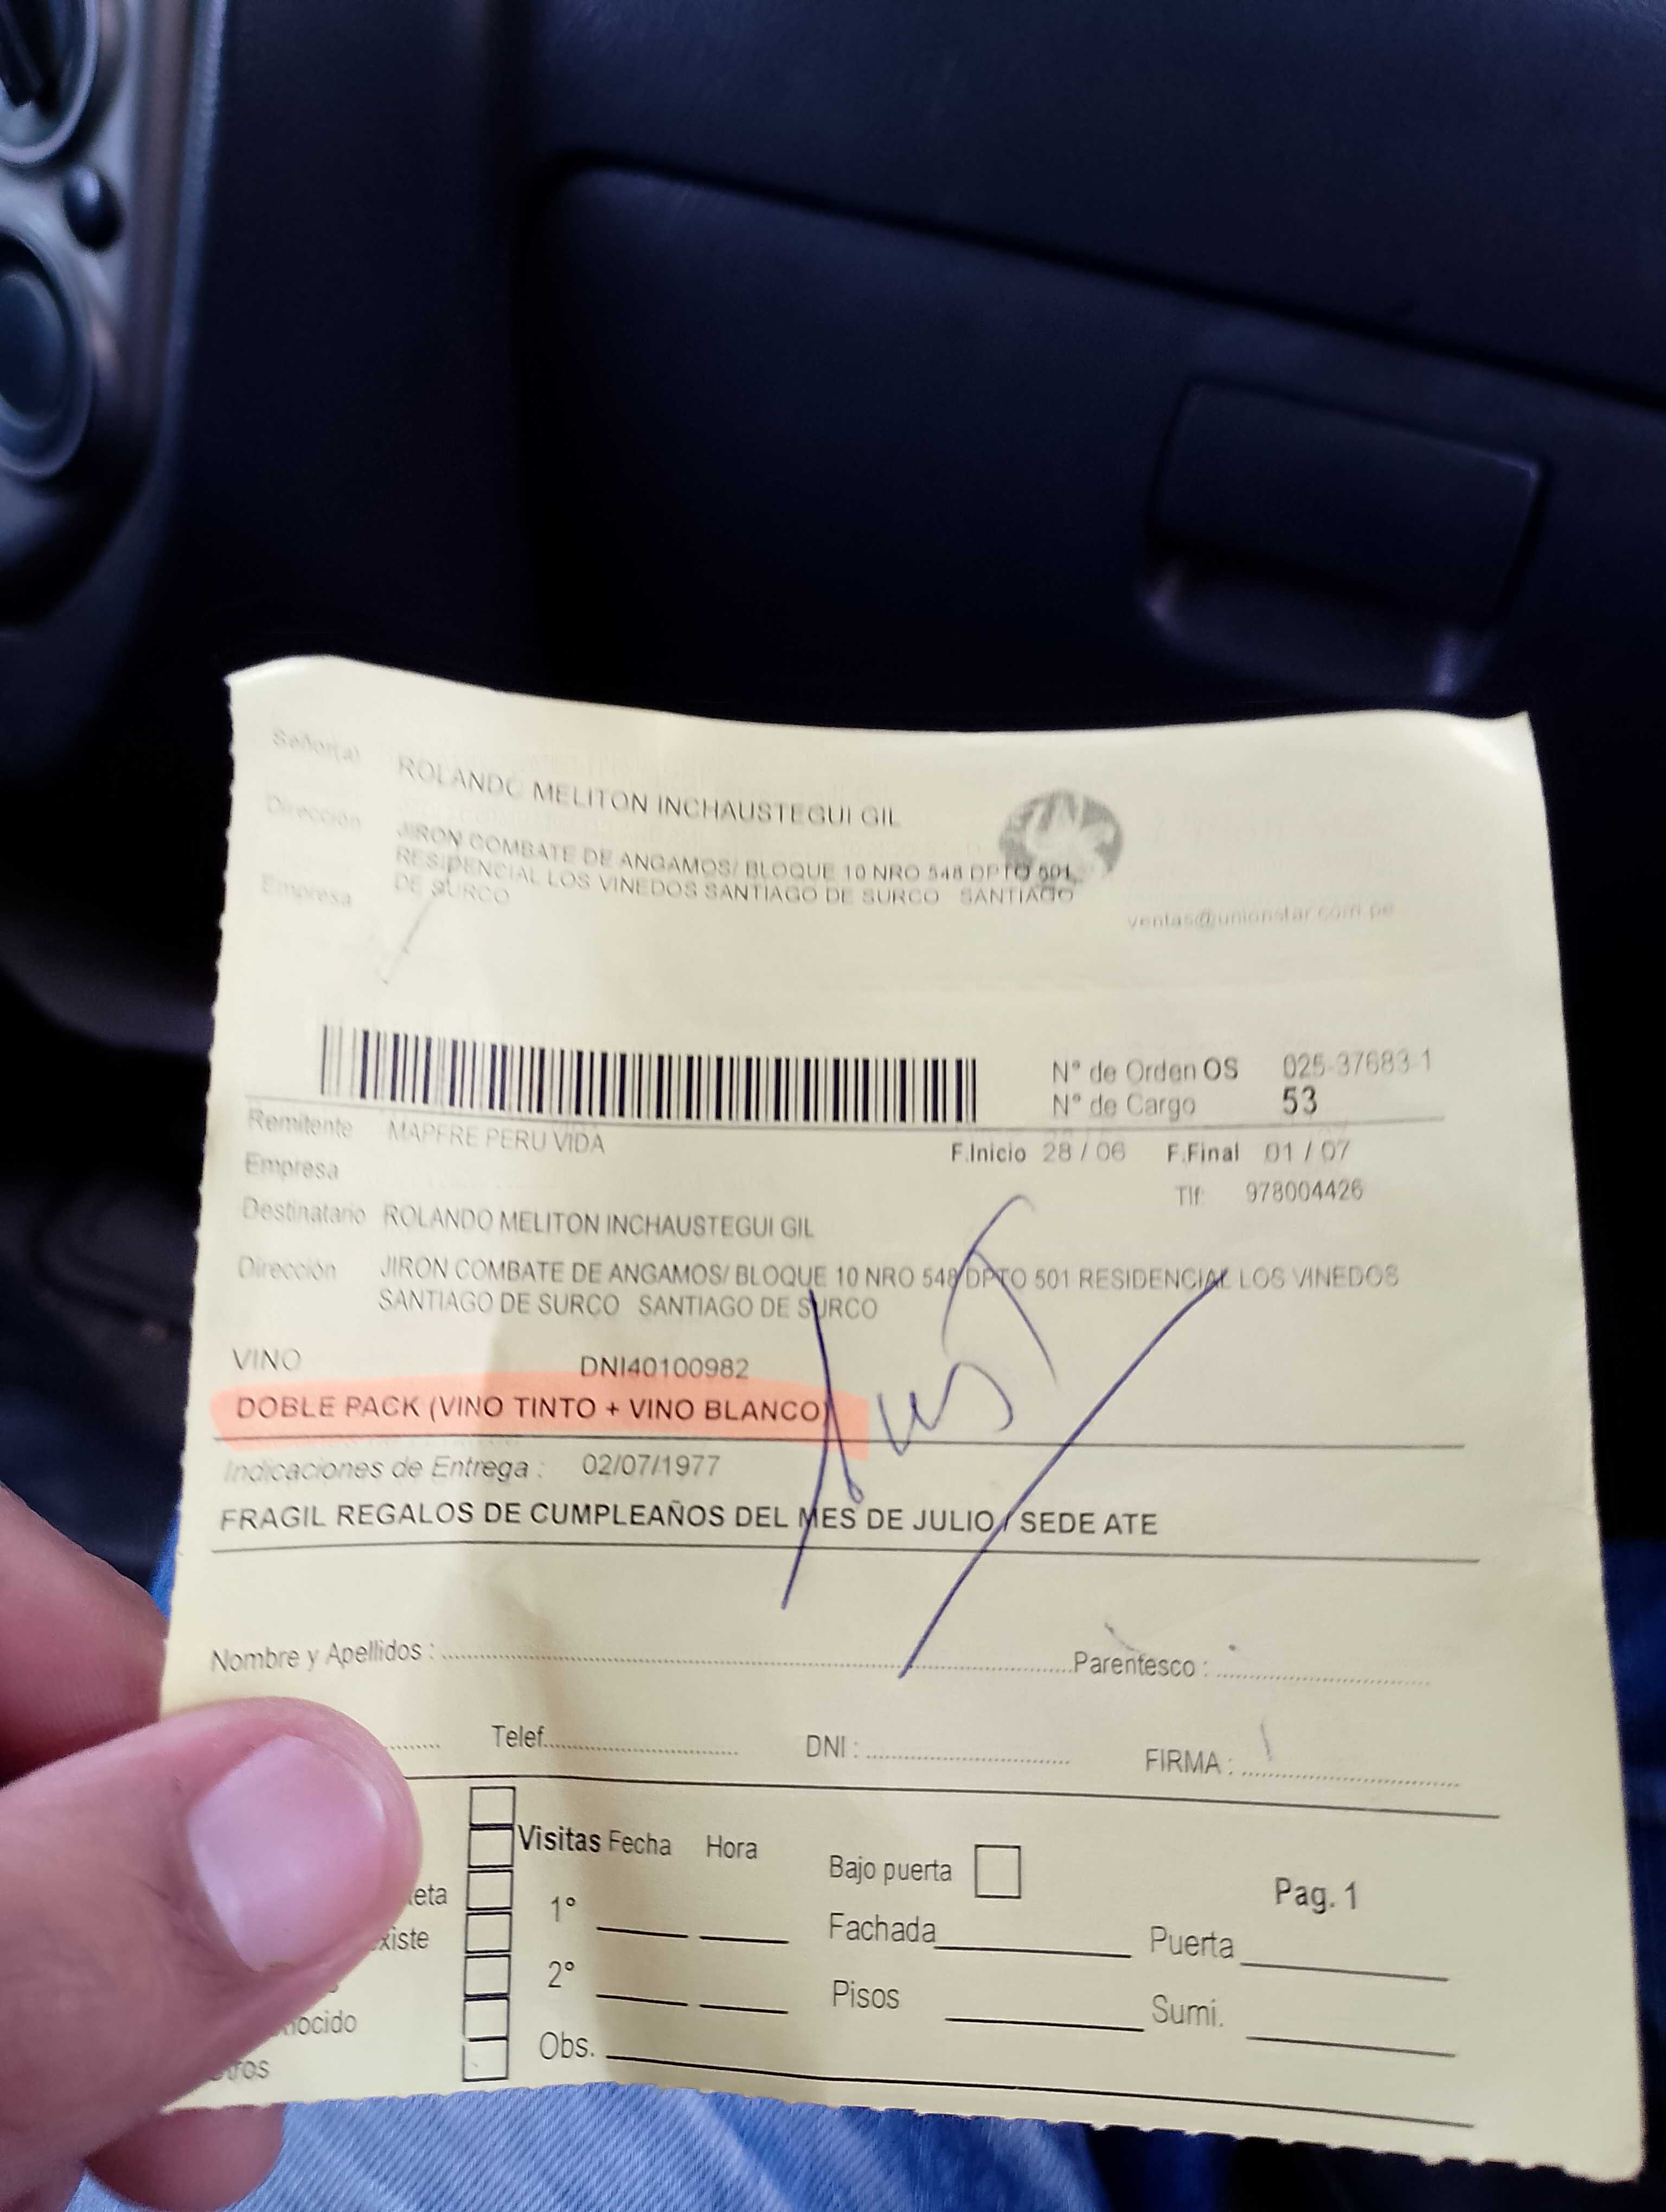 Señor(a) ROLANDO MELITON INCHAUSTEGUI GIL
Dirección JIRON COMBATE DE ANGAMOS/ BLOQUE 10 NRO 548 DPTO 501
RESIDENCIAL LOS VINEDOS SANTIAGO DE SURCO SANTIAGO
DE SURCO
Empresa
ventas@unionstar.com.pe
N° de Orden OS 025-37683-1
N° de Cargo 53
Remitente MAPFRE PERU VIDA
F.Inicio 28 / 06 F.Final 01 / 07
Empresa
Tlf: 978004426
Destinatario ROLANDO MELITON INCHAUSTEGUI GIL
Dirección JIRON COMBATE DE ANGAMOS/ BLOQUE 10 NRO 548 DPTO 501 RESIDENCIAL LOS VINEDOS
SANTIAGO DE SURCO SANTIAGO DE SURCO
VINO DNI40100982
DOBLE PACK (VINO TINTO + VINO BLANCO)
Indicaciones de Entrega : 02/07/1977
FRAGIL REGALOS DE CUMPLEAÑOS DEL MES DE JULIO / SEDE ATE
Nombre y Apellidos : Parentesco :
Telef. DNI : FIRMA :
Visitas Fecha Hora
Bajo puerta
Pag. 1
eta
1°
Fachada Puerta
xiste
2°
Pisos Sumi.
nocido
Obs.
tros